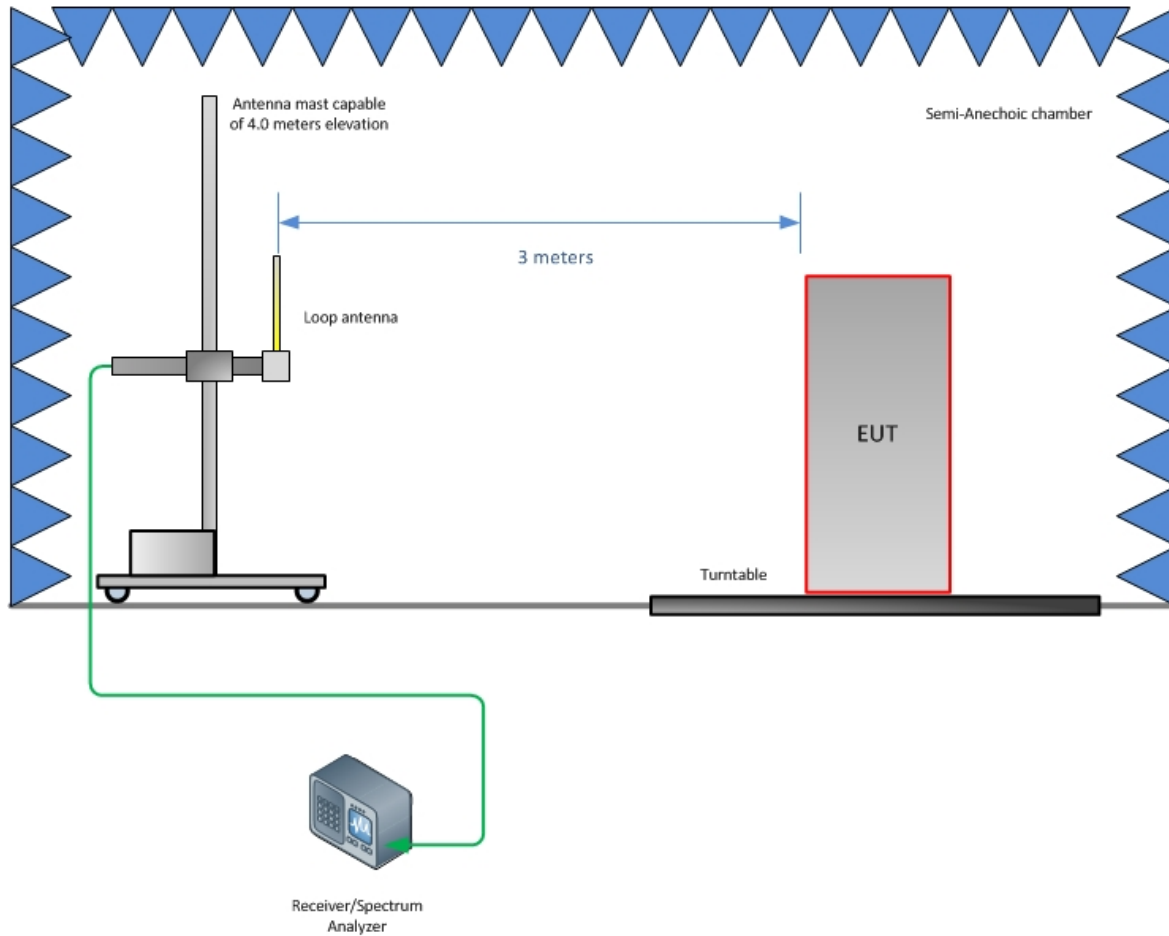 Antenna mast capable
of 4.0 meters elevation
Semi-Anechoic chamber
3 meters
Loop antenna
EUT
Turntable
Receiver/Spectrum
Analyzer